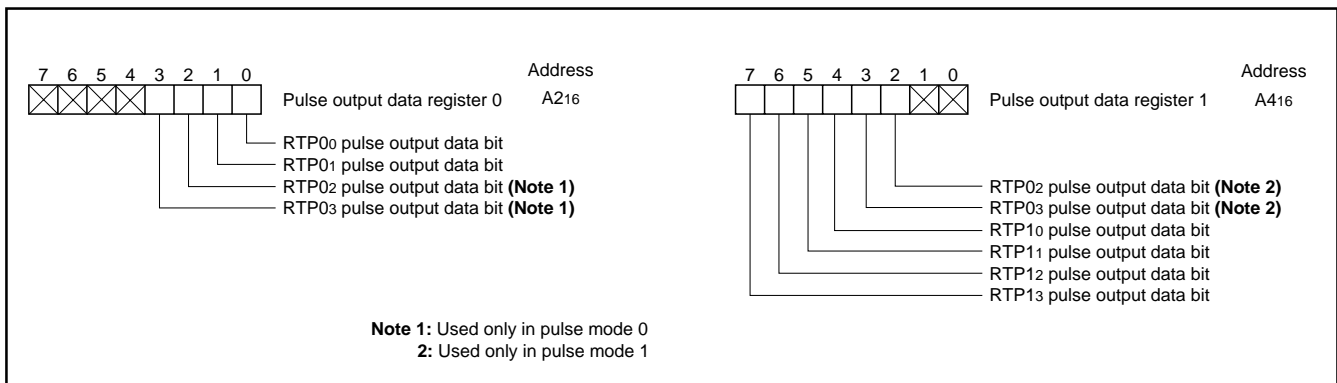 7 6 5 4 3 2 1 0
Address
Pulse output data register 0
A216
RTP00 pulse output data bit
RTP01 pulse output data bit
RTP02 pulse output data bit (Note 1)
RTP03 pulse output data bit (Note 1)
7 6 5 4 3 2 1 0
Address
Pulse output data register 1
A416
RTP02 pulse output data bit (Note 2)
RTP03 pulse output data bit (Note 2)
RTP10 pulse output data bit
RTP11 pulse output data bit
RTP12 pulse output data bit
RTP13 pulse output data bit
Note 1: Used only in pulse mode 0
2: Used only in pulse mode 1